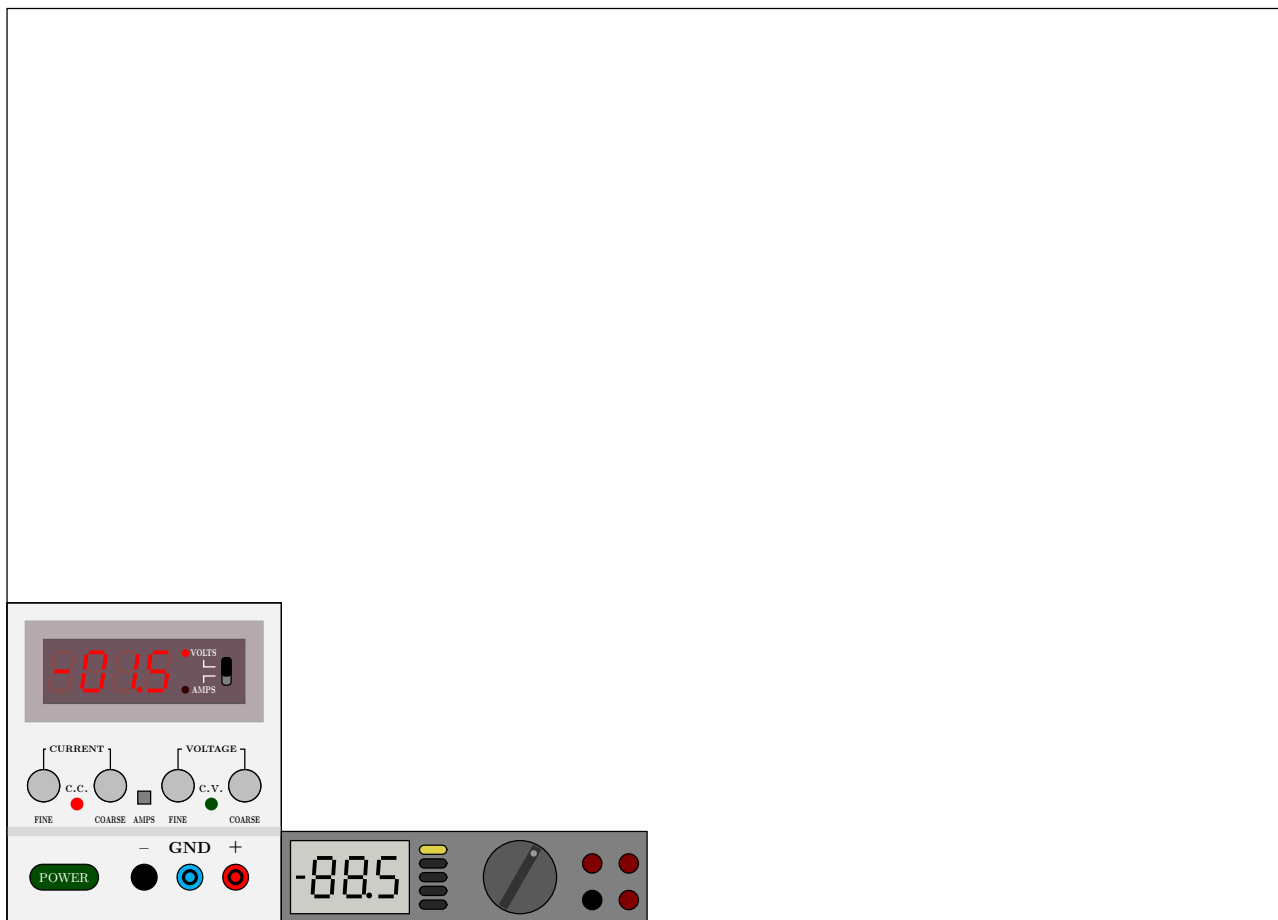 -01.5
VOLTS
AMPS
CURRENT
VOLTAGE
C.C.
C.V.
FINE
COARSE
AMPS
FINE
COARSE
–
GND
+
POWER
-88.5